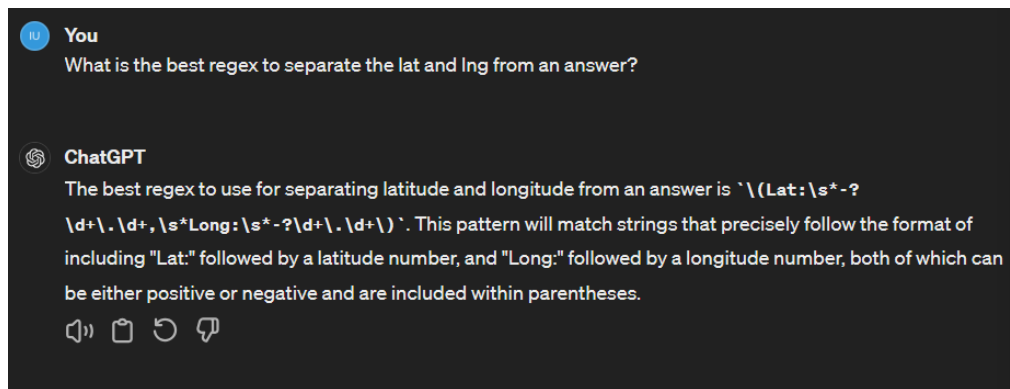 IU
You
What is the best regex to separate the lat and lng from an answer?
ChatGPT
The best regex to use for separating latitude and longitude from an answer is `\(Lat:\s*-?
\d+\.\d+,\s*Long:\s*-?\d+\.\d+\)`. This pattern will match strings that precisely follow the format of
including "Lat:" followed by a latitude number, and "Long:" followed by a longitude number, both of which can
be either positive or negative and are included within parentheses.